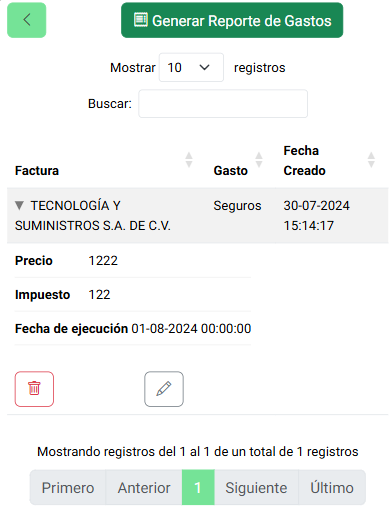 Generar Reporte de Gastos
Mostrar 10 registros
Buscar:
Factura Gasto Fecha
Creado
TECNOLOGÍA Y Seguros 30-07-2024
SUMINISTROS S.A. DE C.V. 15:14:17
Precio 1222
Impuesto 122
Fecha de ejecución 01-08-2024 00:00:00
Mostrando registros del 1 al 1 de un total de 1 registros
Primero Anterior 1 Siguiente Último